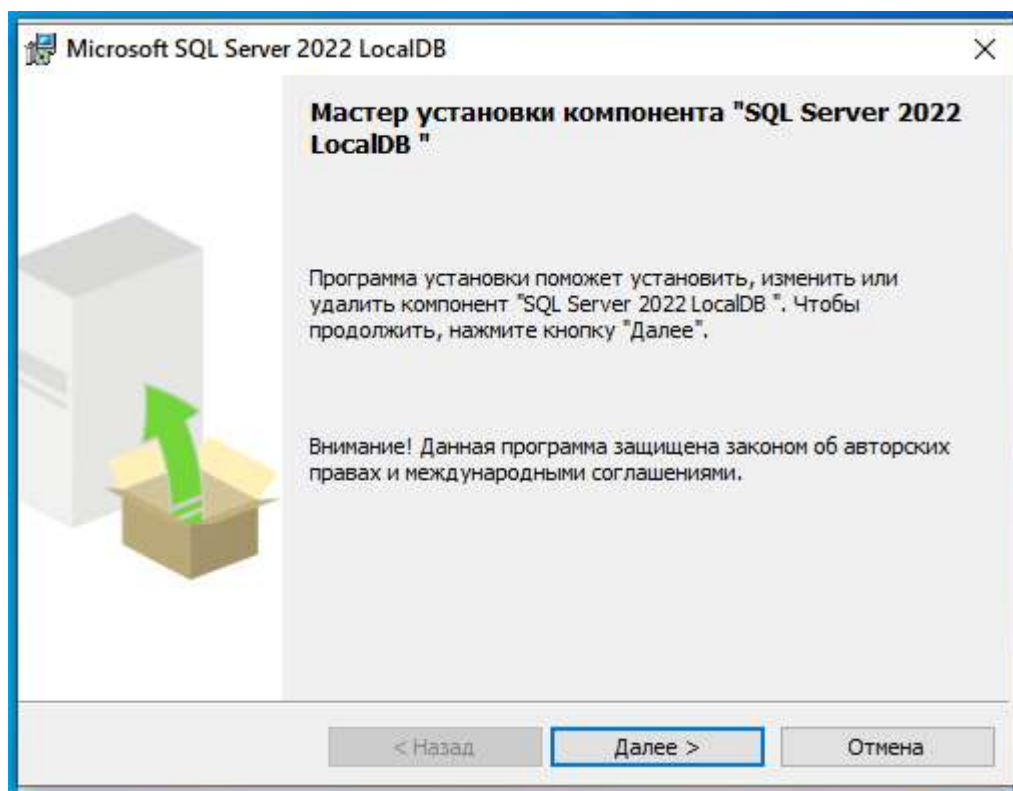 Microsoft SQL Server 2022 LocalDB
Мастер установки компонента "SQL Server 2022
LocalDB "
Программа установки поможет установить, изменить или
удалить компонент "SQL Server 2022 LocalDB ". Чтобы
продолжить, нажмите кнопку "Далее".
Внимание! Данная программа защищена законом об авторских
правах и международными соглашениями.
< Назад
Далее >
Отмена